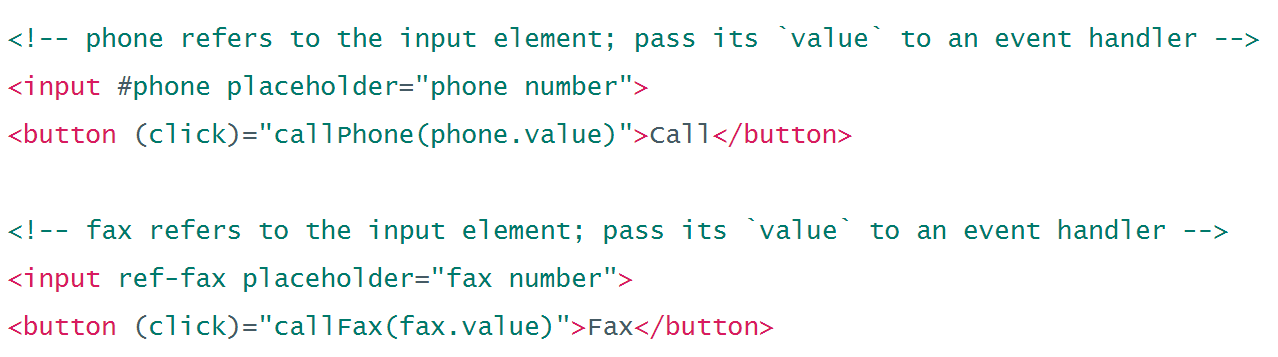 <!-- phone refers to the input element; pass its `value` to an event handler -->
<input #phone placeholder="phone number">
<button (click)="callPhone(phone.value)">Call</button>
<!-- fax refers to the input element; pass its `value` to an event handler -->
<input ref-fax placeholder="fax number">
<button (click)="callFax(fax.value)">Fax</button>